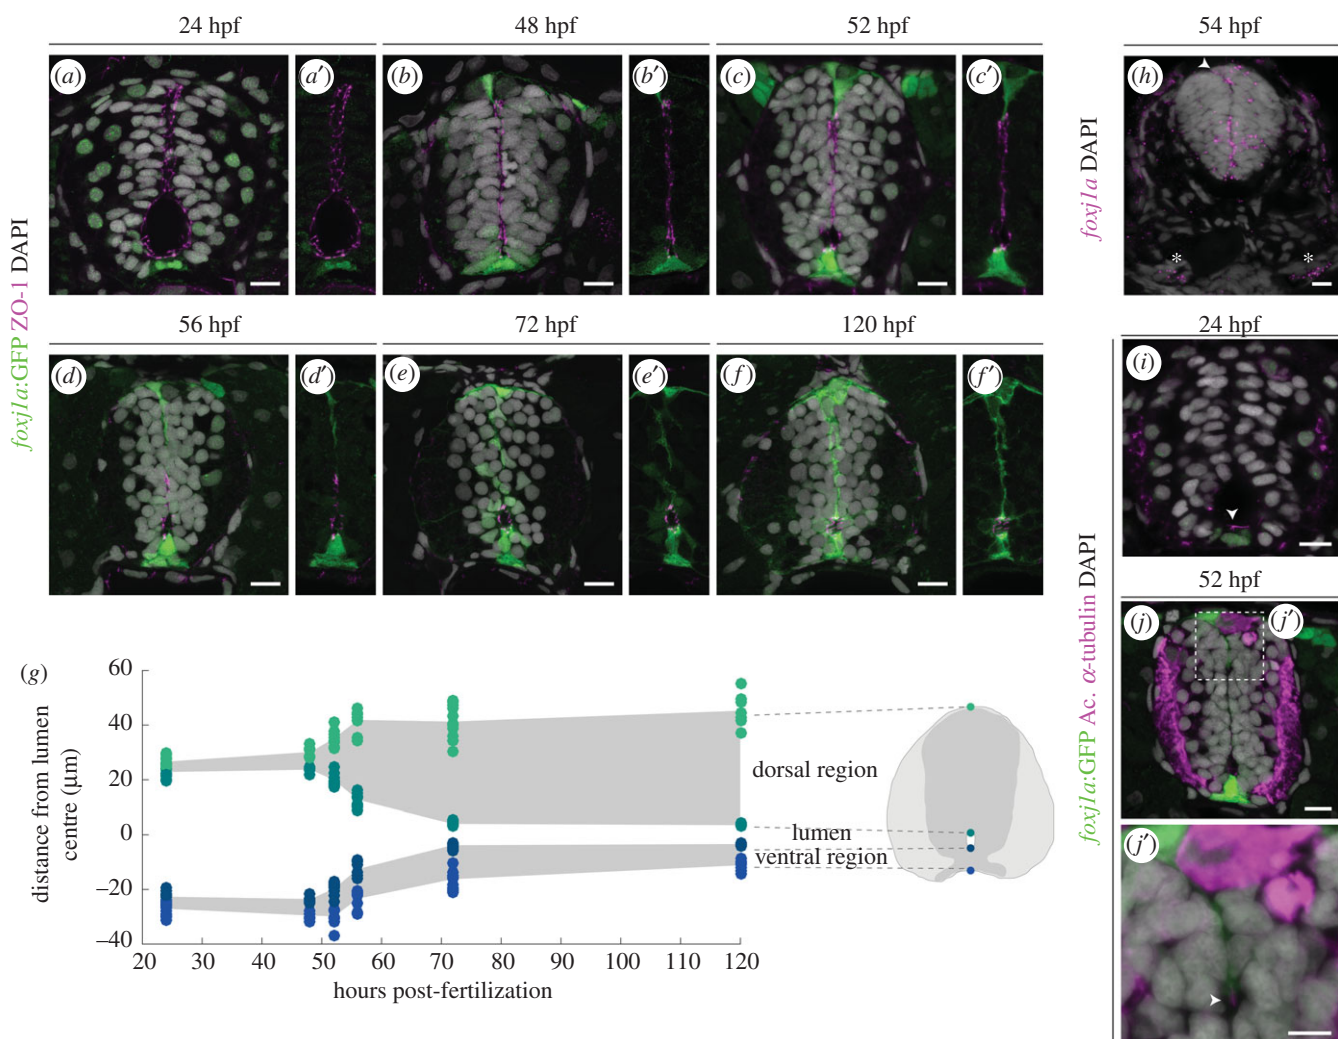 24 hpf
48 hpf
52 hpf
54 hpf
(a)
(a′)
(b)
(b′)
(c)
(c′)
(h)
* *
foxj1a:GFP ZO-1 DAPI
foxj1a DAPI
56 hpf
72 hpf
120 hpf
24 hpf
(d)
(d′)
(e)
(e′)
(f)
(f′)
(i)
52 hpf
(j)
(j′)
(j′)
foxj1a:GFP Ac. α-tubulin DAPI
(g)
distance from lumen
centre (μm)
60
40
20
0
–20
–40
20 30 40 50 60 70 80 90 100 110 120
hours post-fertilization
dorsal region
lumen
ventral region